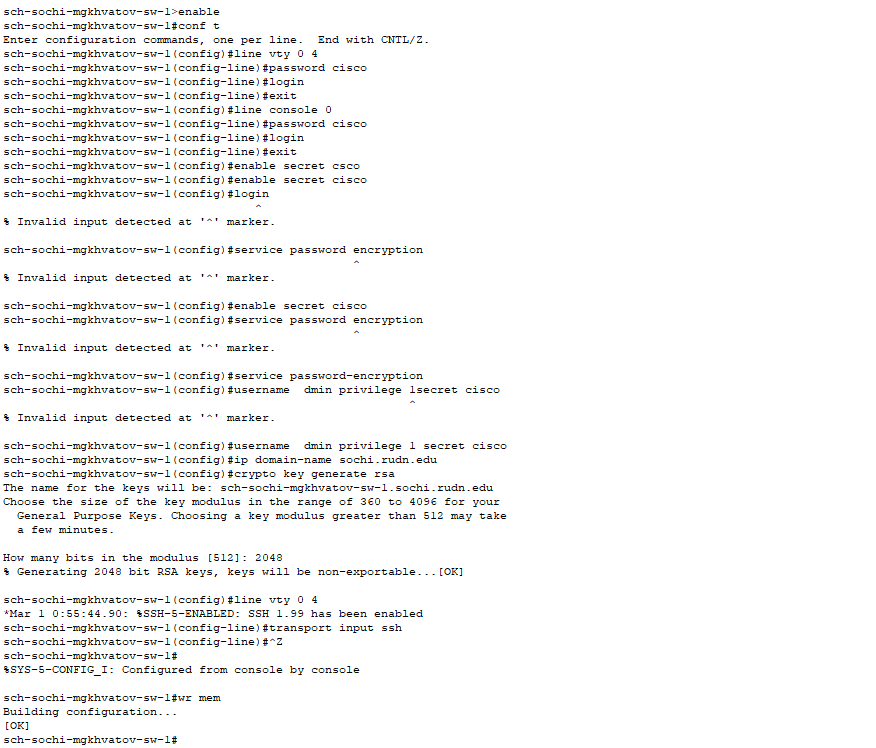 sch-sochi-mgkhvatov-sw-1>enable
sch-sochi-mgkhvatov-sw-1#conf t
Enter configuration commands, one per line.  End with CNTL/Z.
sch-sochi-mgkhvatov-sw-1(config)#line vty 0 4
sch-sochi-mgkhvatov-sw-1(config-line)#password cisco
sch-sochi-mgkhvatov-sw-1(config-line)#login
sch-sochi-mgkhvatov-sw-1(config-line)#exit
sch-sochi-mgkhvatov-sw-1(config)#line console 0
sch-sochi-mgkhvatov-sw-1(config-line)#password cisco
sch-sochi-mgkhvatov-sw-1(config-line)#login
sch-sochi-mgkhvatov-sw-1(config-line)#exit
sch-sochi-mgkhvatov-sw-1(config)#enable secret csco
sch-sochi-mgkhvatov-sw-1(config)#enable secret cisco
sch-sochi-mgkhvatov-sw-1(config)#login
^
% Invalid input detected at '^' marker.
sch-sochi-mgkhvatov-sw-1(config)#service password encryption
^
% Invalid input detected at '^' marker.
sch-sochi-mgkhvatov-sw-1(config)#enable secret cisco
sch-sochi-mgkhvatov-sw-1(config)#service password encryption
^
% Invalid input detected at '^' marker.
sch-sochi-mgkhvatov-sw-1(config)#service password-encryption
sch-sochi-mgkhvatov-sw-1(config)#username  dmin privilege 1secret cisco
^
% Invalid input detected at '^' marker.
sch-sochi-mgkhvatov-sw-1(config)#username  dmin privilege 1 secret cisco
sch-sochi-mgkhvatov-sw-1(config)#ip domain-name sochi.rudn.edu
sch-sochi-mgkhvatov-sw-1(config)#crypto key generate rsa
The name for the keys will be: sch-sochi-mgkhvatov-sw-1.sochi.rudn.edu
Choose the size of the key modulus in the range of 360 to 4096 for your
General Purpose Keys. Choosing a key modulus greater than 512 may take
a few minutes.
How many bits in the modulus [512]: 2048
% Generating 2048 bit RSA keys, keys will be non-exportable...[OK]
sch-sochi-mgkhvatov-sw-1(config)#line vty 0 4
*Mar 1 0:55:44.90: %SSH-5-ENABLED: SSH 1.99 has been enabled
sch-sochi-mgkhvatov-sw-1(config-line)#transport input ssh
sch-sochi-mgkhvatov-sw-1(config-line)#^Z
sch-sochi-mgkhvatov-sw-1#
%SYS-5-CONFIG_I: Configured from console by console
sch-sochi-mgkhvatov-sw-1#wr mem
Building configuration...
[OK]
sch-sochi-mgkhvatov-sw-1#